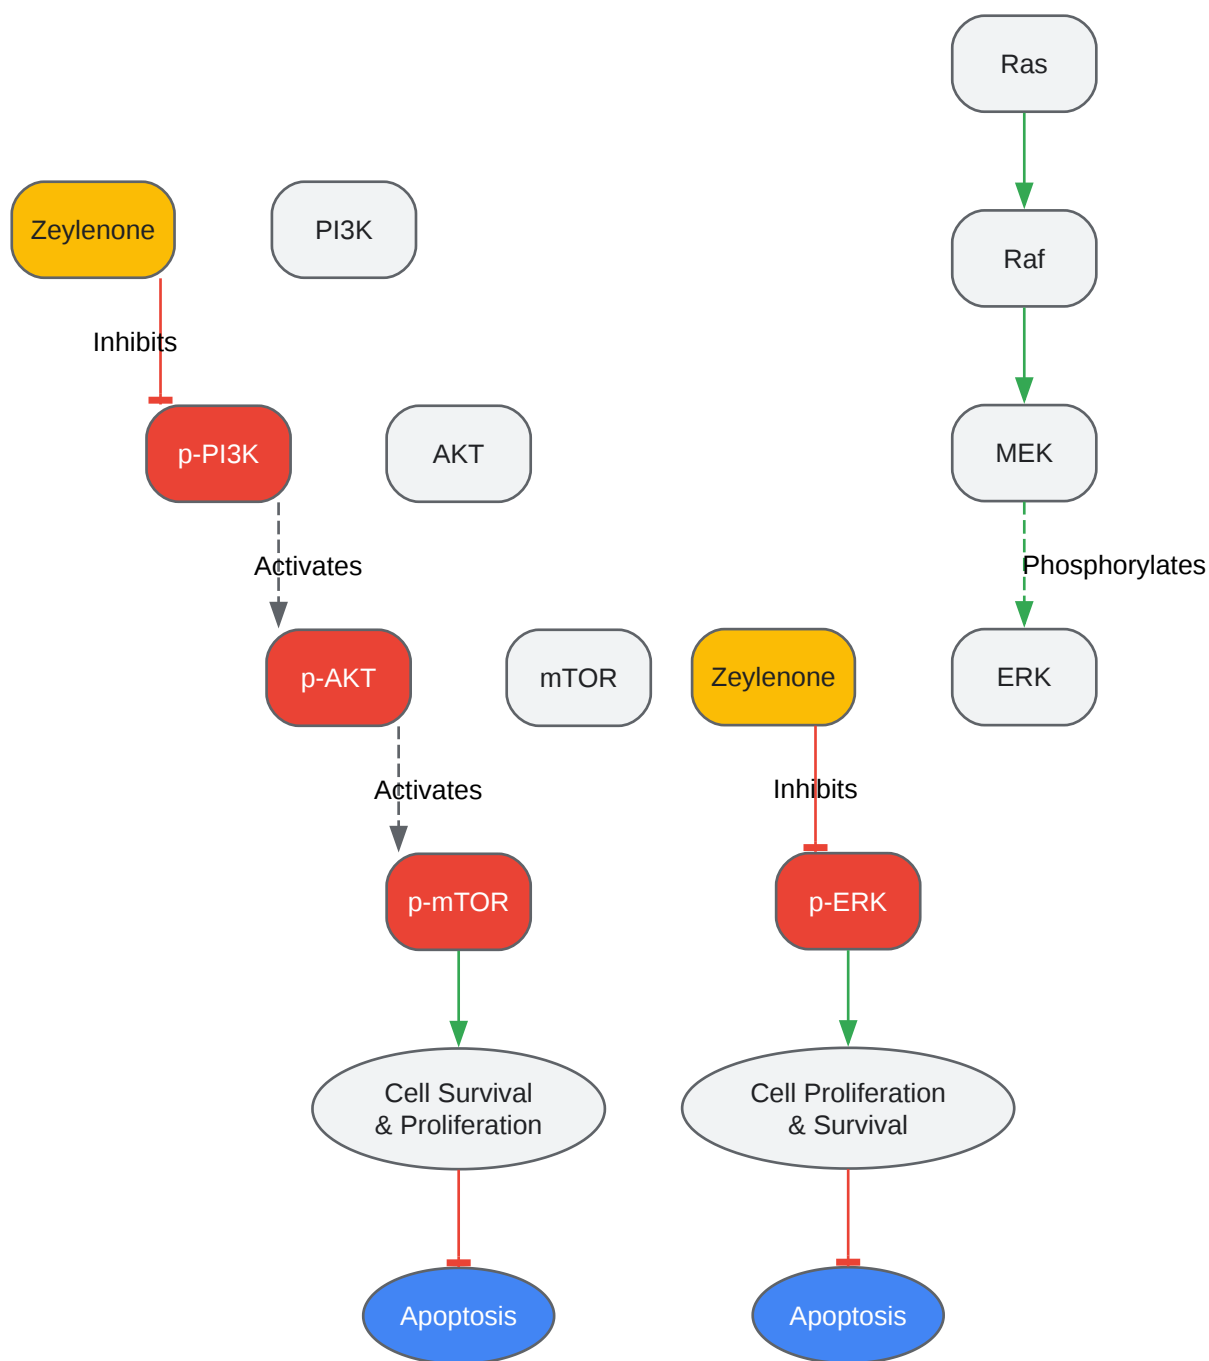 Ras
Zeylenone
PI3K
Raf
Inhibits
p-PI3K
AKT
MEK
Activates
Phosphorylates
p-AKT
mTOR
Zeylenone
ERK
Activates
Inhibits
p-mTOR
p-ERK
Cell Survival
& Proliferation
Cell Proliferation
& Survival
Apoptosis
Apoptosis